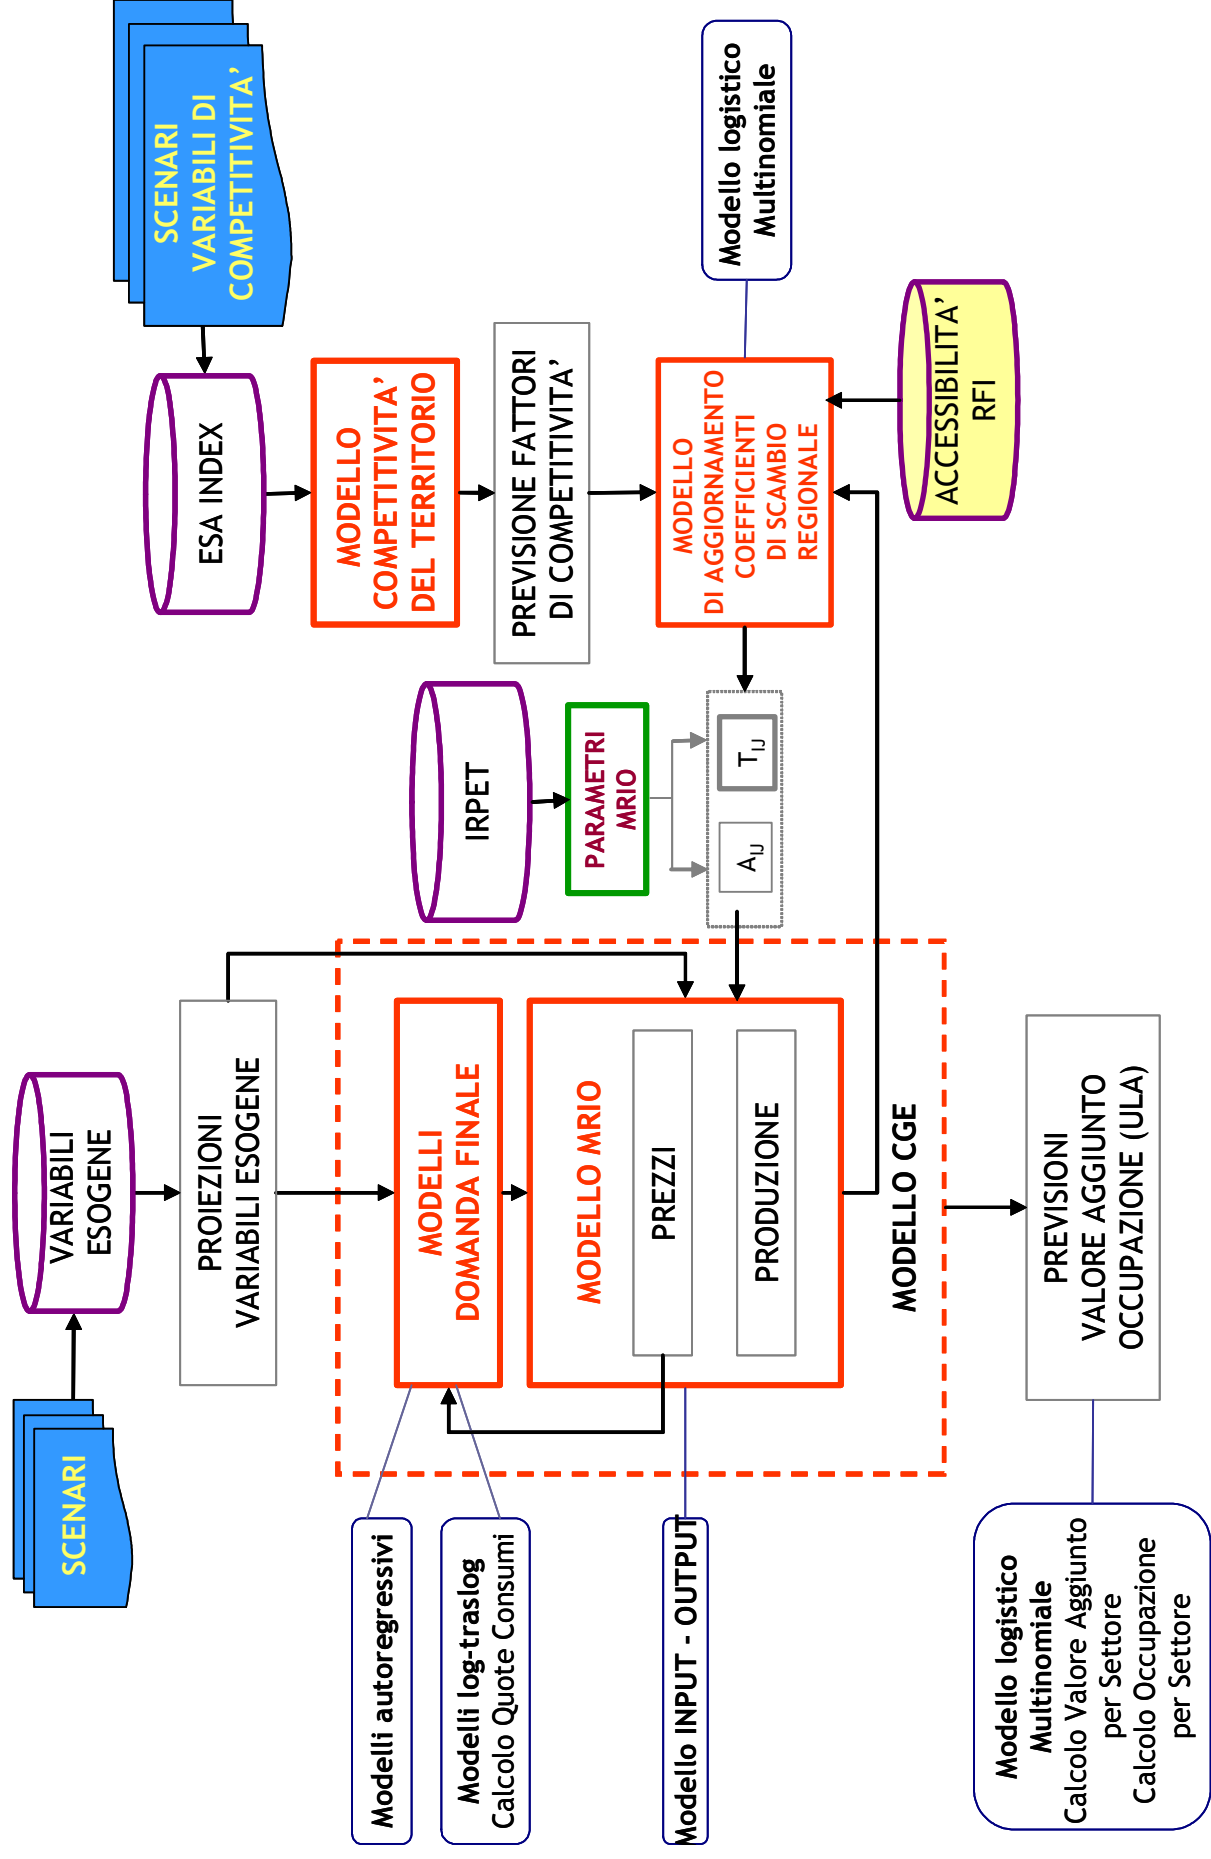 SCENARI
VARIABILI
ESOGENE
PROIEZIONI
VARIABILI ESOGENE
Modelli autoregressivi
Modelli log-traslog
Calcolo Quote Consumi
Modello INPUT - OUTPUT
MODELLI
DOMANDA FINALE
MODELLO MRIO
PREZZI
PRODUZIONE
MODELLO CGE
Modello logistico
Multinomiale
Calcolo Valore Aggiunto
per Settore
Calcolo Occupazione
per Settore
PREVISIONI
VALORE AGGIUNTO
OCCUPAZIONE (ULA)
IRPET
PARAMETRI
MRIO
AIJ
TIJ
SCENARI
VARIABILI DI
COMPETITIVITA’
ESA INDEX
MODELLO
COMPETITIVITA’
DEL TERRITORIO
PREVISIONE FATTORI
DI COMPETITIVITA’
MODELLO
DI AGGIORNAMENTO
COEFFICIENTI
DI SCAMBIO
REGIONALE
Modello logistico
Multinomiale
ACCESSIBILITA’
RFI